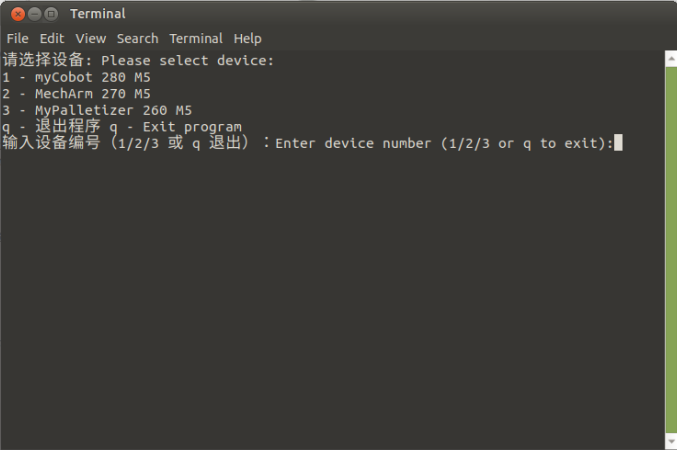 Terminal
File Edit View Search Terminal Help
请选择设备: Please select device:
1 - myCobot 280 M5
2 - MechArm 270 M5
3 - MyPalletizer 260 M5
q - 退出程序 q - Exit program
输入设备编号（1/2/3 或 q 退出）：Enter device number (1/2/3 or q to exit):